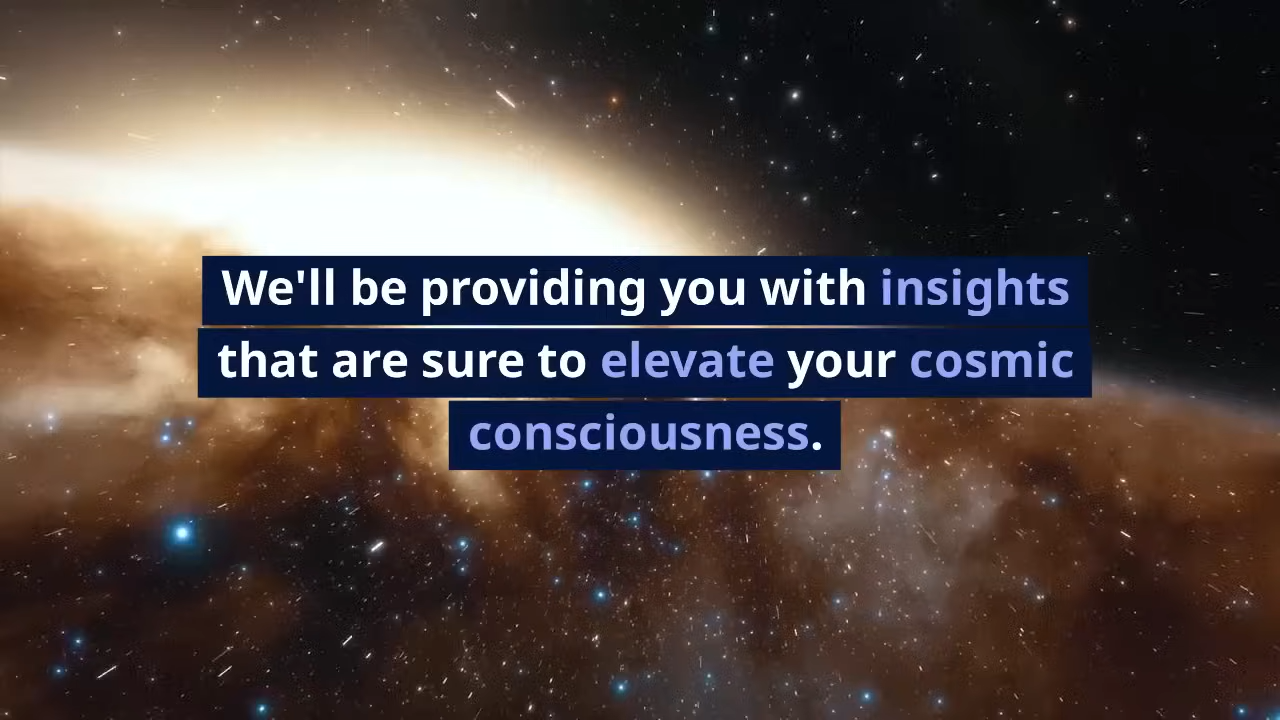 We'll be providing you with insights
that are sure to elevate your cosmic
consciousness.